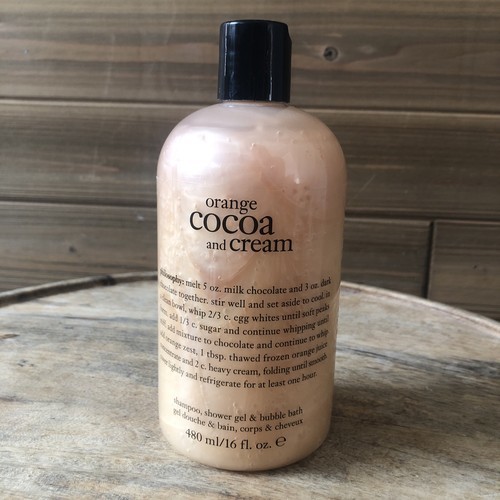 orange
cocoa
and cream
philosophy: melt 5 oz. milk chocolate and 3 oz. dark
chocolate together. stir well and set aside to cool. in
bowl, whip 2/3 c. egg whites until soft peaks
add 1/3 c. sugar and continue whipping until
add mixture to chocolate and continue to whip
orange zest, 1 tbsp. thawed frozen orange juice
and 2 c. heavy cream, folding until smooth.
lightly and refrigerate for at least one hour.
shampoo, shower gel & bubble bath
gel douche & bain, corps & cheveux
480 ml/16 fl. oz. ℮